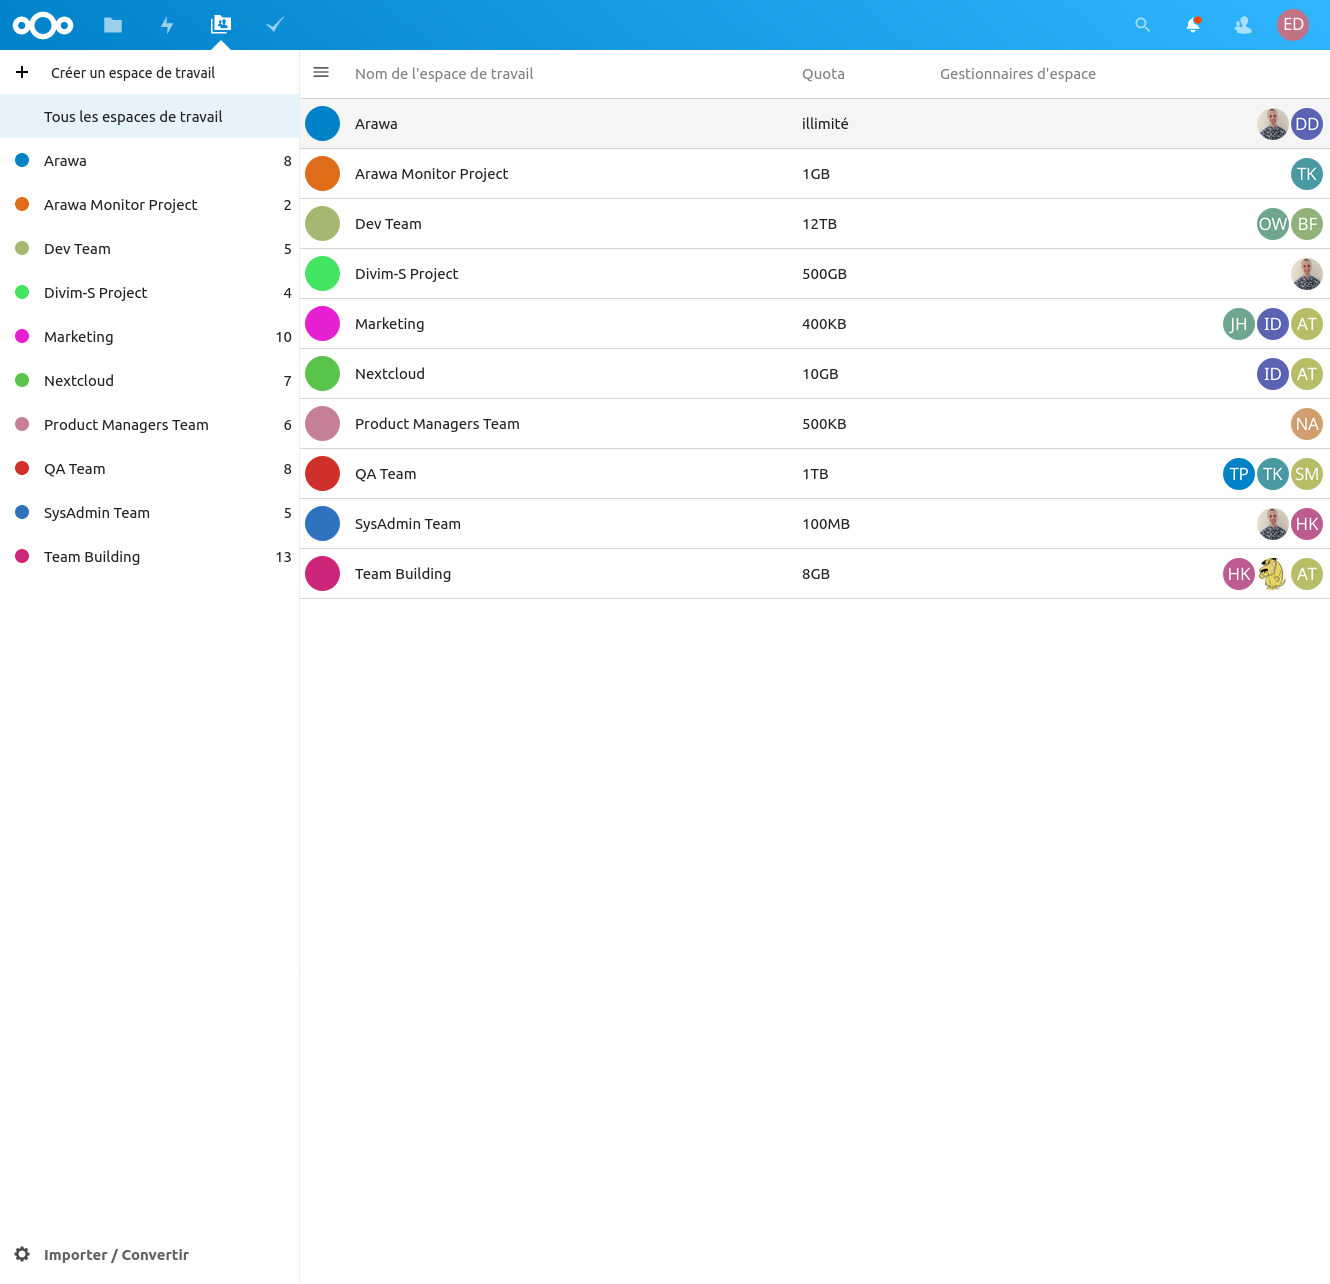 ED
Créer un espace de travail
Tous les espaces de travail
Arawa 8
Arawa Monitor Project 2
Dev Team 5
Divim-S Project 4
Marketing 10
Nextcloud 7
Product Managers Team 6
QA Team 8
SysAdmin Team 5
Team Building 13
Importer / Convertir
Nom de l'espace de travail Quota Gestionnaires d'espace
Arawa illimité DD
Arawa Monitor Project 1GB TK
Dev Team 12TB OW BF
Divim-S Project 500GB
Marketing 400KB JH ID AT
Nextcloud 10GB ID AT
Product Managers Team 500KB NA
QA Team 1TB TP TK SM
SysAdmin Team 100MB HK
Team Building 8GB HK AT